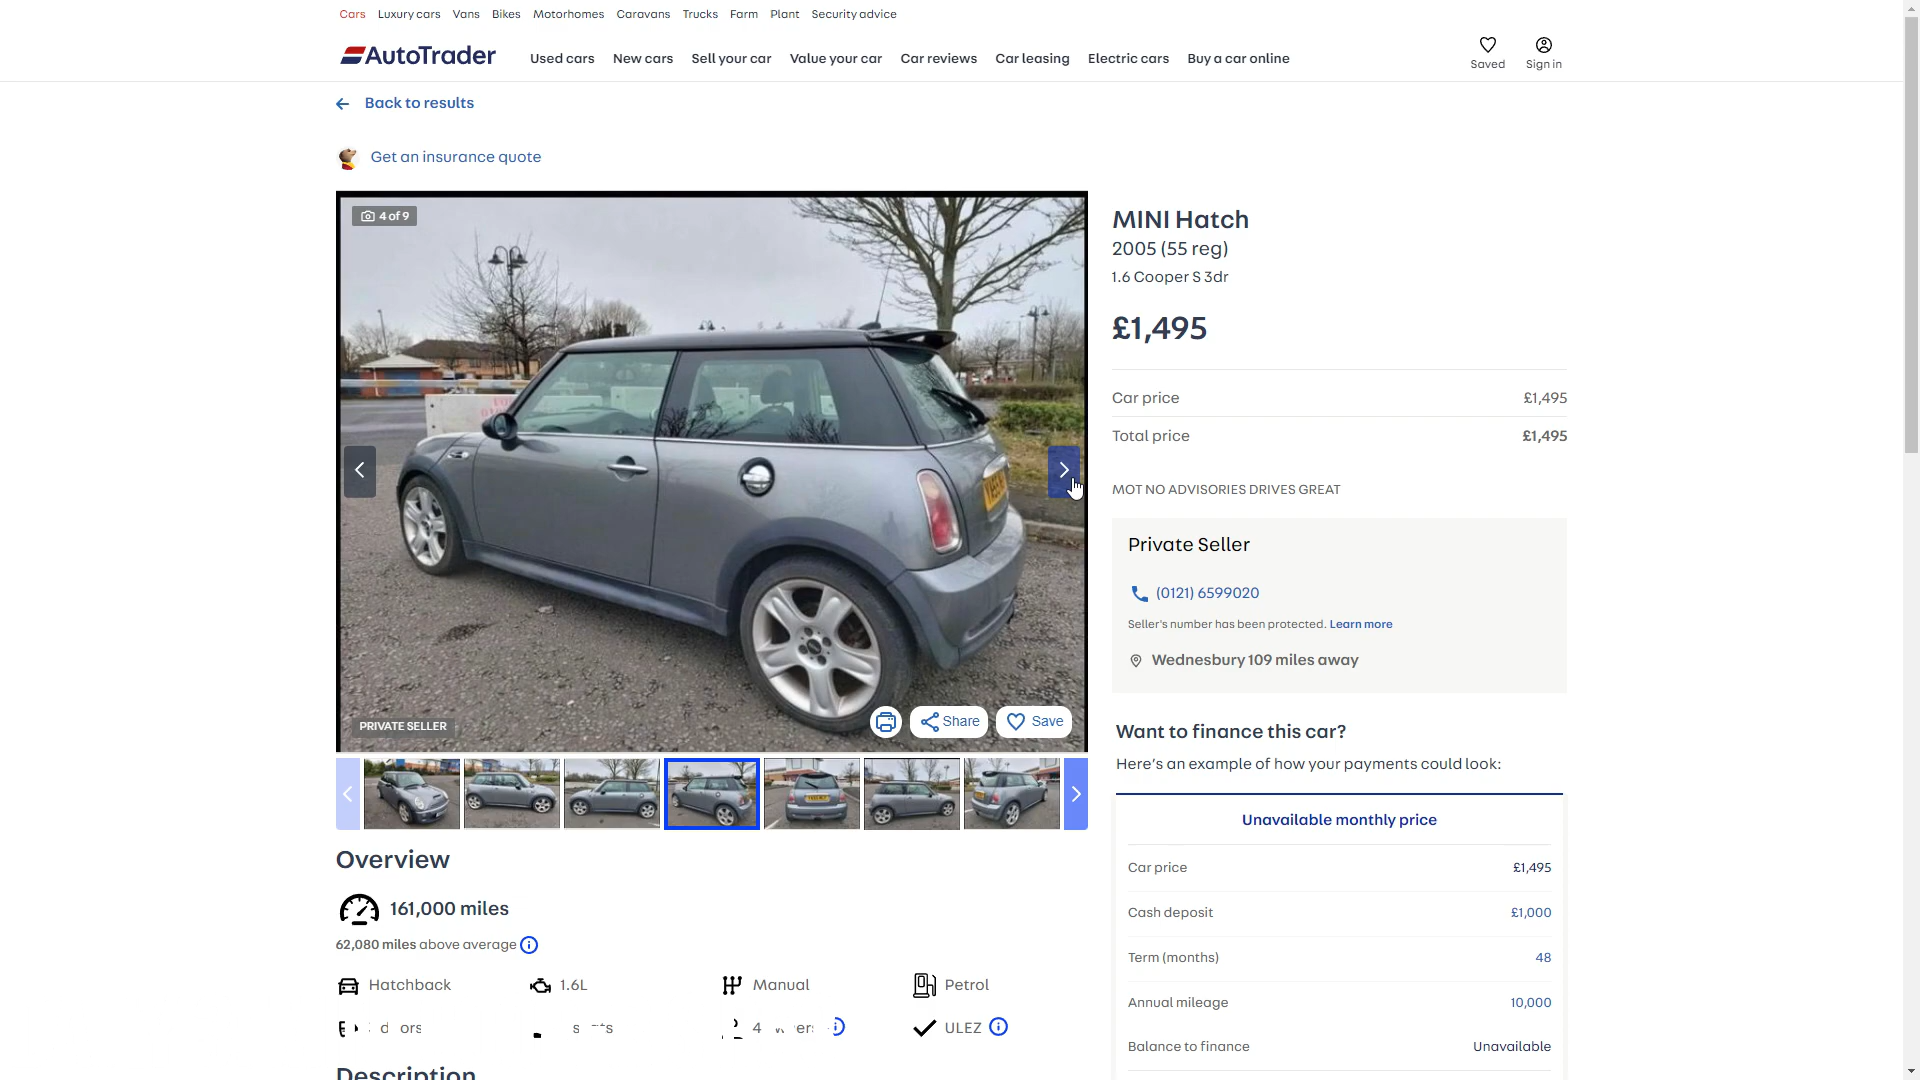 Cars Luxury cars Vans Bikes Motorhomes Caravans Trucks Farm Plant Security advice
AutoTrader Used cars New cars Sell your car Value your car Car reviews Car leasing Electric cars Buy a car online Saved Sign in
Back to results
Get an insurance quote
4 of 9
PRIVATE SELLER
Share Save
MINI Hatch
2005 (55 reg)
1.6 Cooper S 3dr
£1,495
Car price £1,495
Total price £1,495
MOT NO ADVISORIES DRIVES GREAT
Private Seller
(0121) 6599020
Seller's number has been protected. Learn more
Wednesbury 109 miles away
Want to finance this car?
Here's an example of how your payments could look:
Unavailable monthly price
Car price £1,495
Cash deposit £1,000
Term (months) 48
Annual mileage 10,000
Balance to finance Unavailable
Overview
161,000 miles
62,080 miles above average
Hatchback 1.6L Manual Petrol
4 ULEZ
Description